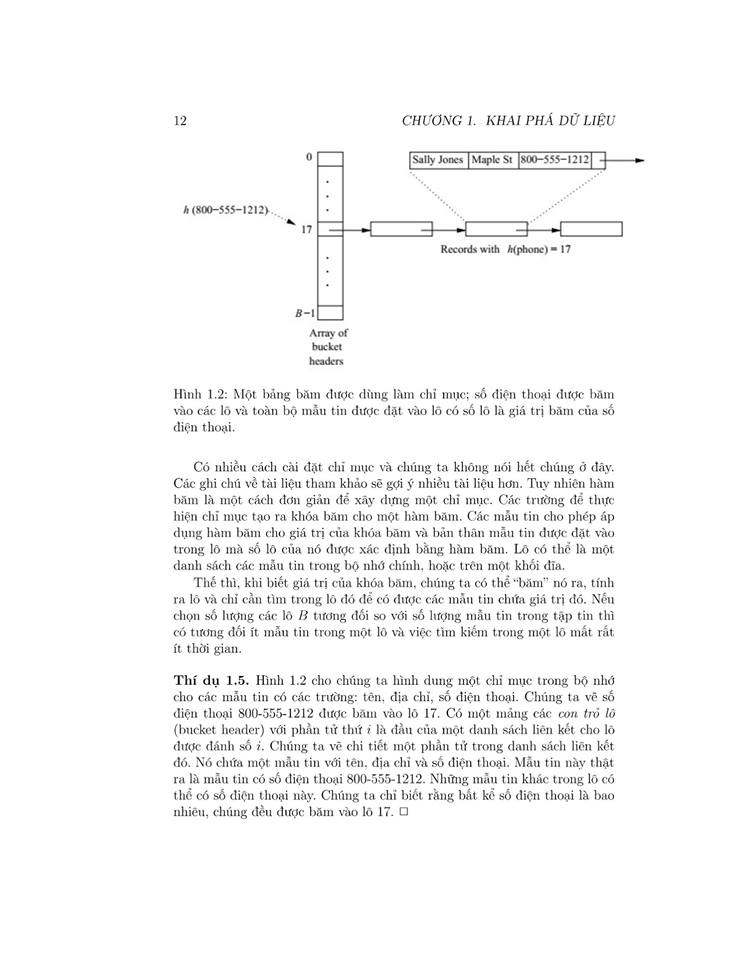 12 CHƯƠNG 1. KHAI PHÁ DỮ LIỆU
0
Sally Jones Maple St 800−555−1212
h (800−555−1212)
17
Records with h(phone) = 17
B−1
Array of
bucket
headers
Hình 1.2: Một bảng băm được dùng làm chỉ mục; số điện thoại được băm
vào các lô và toàn bộ mẫu tin được đặt vào lô có số lô là giá trị băm của số
điện thoại.
Có nhiều cách cài đặt chỉ mục và chúng ta không nói hết chúng ở đây.
Các ghi chú về tài liệu tham khảo sẽ gợi ý nhiều tài liệu hơn. Tuy nhiên hàm
băm là một cách đơn giản để xây dựng một chỉ mục. Các trường để thực
hiện chỉ mục tạo ra khóa băm cho một hàm băm. Các mẫu tin cho phép áp
dụng hàm băm cho giá trị của khóa băm và bản thân mẫu tin được đặt vào
trong lô mà số lô của nó được xác định bằng hàm băm. Lô có thể là một
danh sách các mẫu tin trong bộ nhớ chính, hoặc trên một khối đĩa.
Thế thì, khi biết giá trị của khóa băm, chúng ta có thể “băm” nó ra, tính
ra lô và chỉ cần tìm trong lô đó để có được các mẫu tin chứa giá trị đó. Nếu
chọn số lượng các lô B tương đối so với số lượng mẫu tin trong tập tin thì
có tương đối ít mẫu tin trong một lô và việc tìm kiếm trong một lô mất rất
ít thời gian.
Thí dụ 1.5. Hình 1.2 cho chúng ta hình dung một chỉ mục trong bộ nhớ
cho các mẫu tin có các trường: tên, địa chỉ, số điện thoại. Chúng ta vẽ số
điện thoại 800-555-1212 được băm vào lô 17. Có một mảng các con trỏ lô
(bucket header) với phần tử thứ i là đầu của một danh sách liên kết cho lô
được đánh số i. Chúng ta vẽ chi tiết một phần tử trong danh sách liên kết
đó. Nó chứa một mẫu tin với tên, địa chỉ và số điện thoại. Mẫu tin này thật
ra là mẫu tin có số điện thoại 800-555-1212. Những mẫu tin khác trong lô có
thể có số điện thoại này. Chúng ta chỉ biết rằng bất kể số điện thoại là bao
nhiêu, chúng đều được băm vào lô 17. □